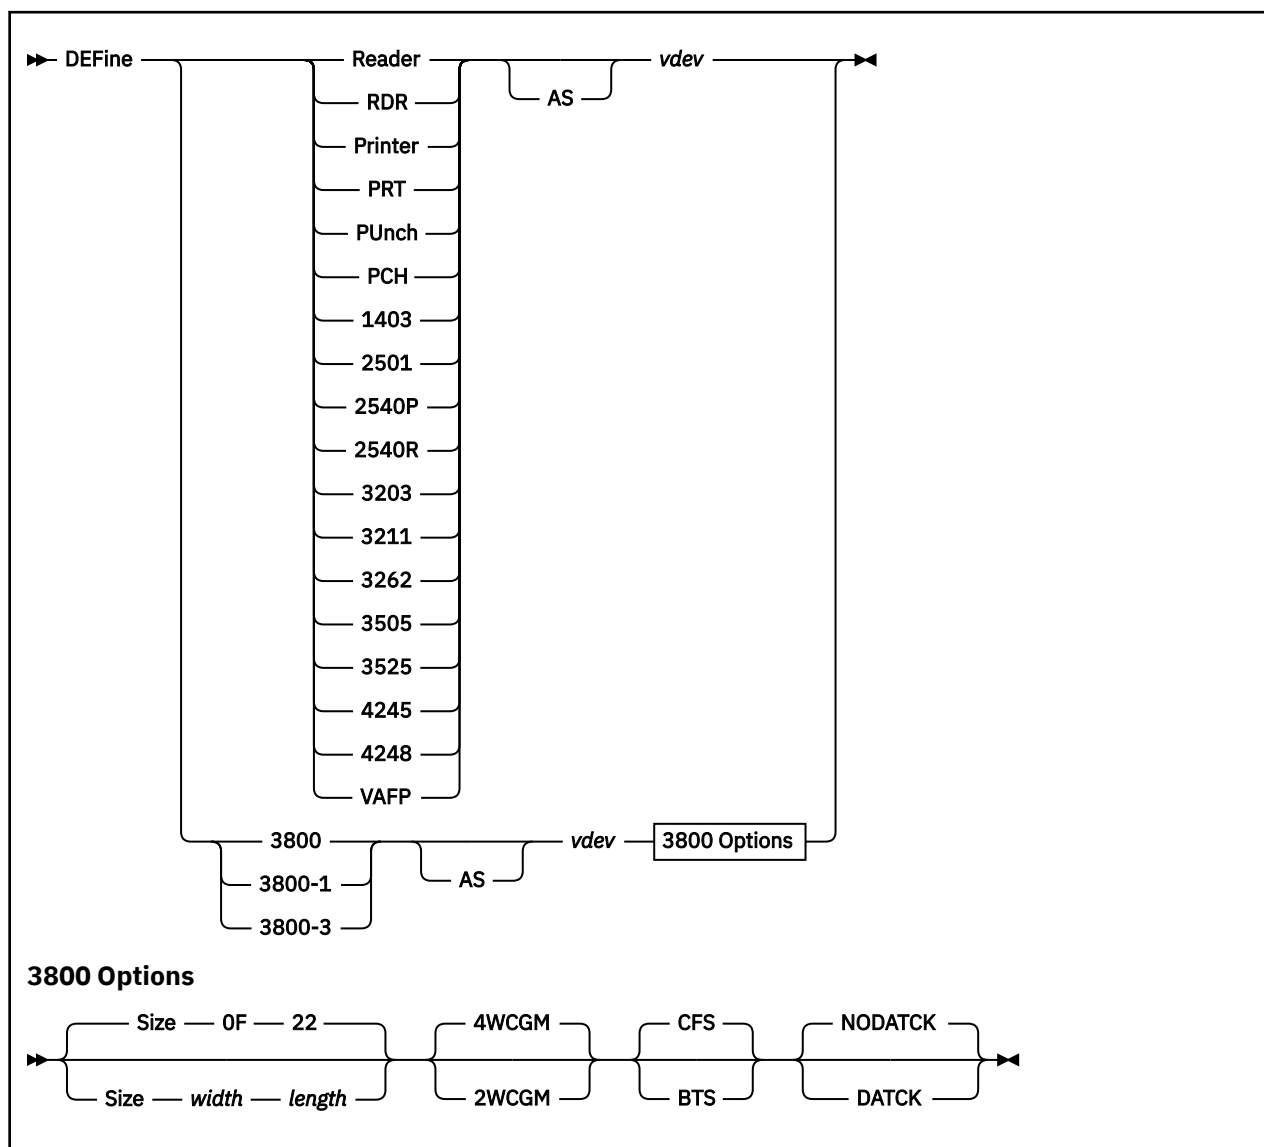 DEFine Reader vdev
AS
RDR
Printer
PRT
PUnch
PCH
1403
2501
2540P
2540R
3203
3211
3262
3505
3525
4245
4248
VAFP
3800 vdev 3800 Options
AS
3800-1
3800-3
3800 Options
Size 0F 22 4WCGM CFS NODATCK
Size width length 2WCGM BTS DATCK